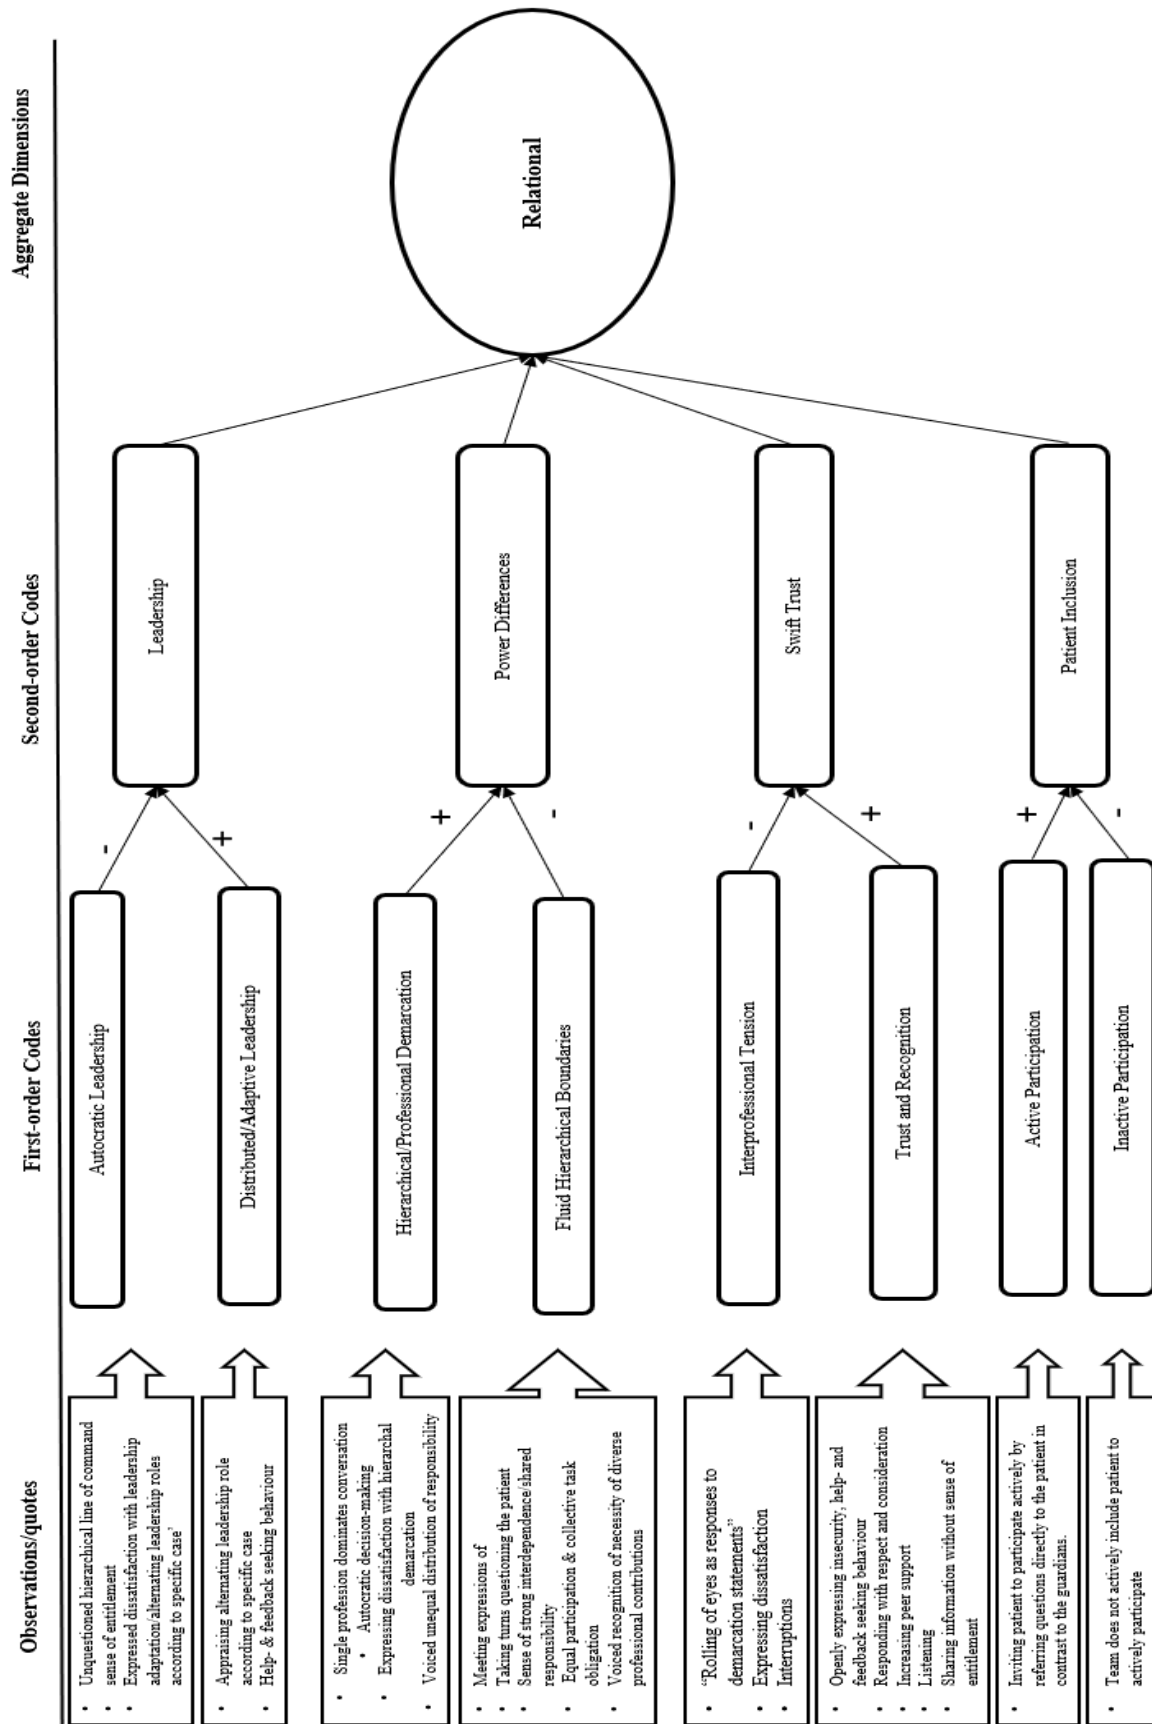 Observations/quotes
First-order Codes
Second-order Codes
Aggregate Dimensions
• Unquestioned hierarchical line of command
• sense of entitlement
• Expressed dissatisfaction with leadership
adaption/alternating leadership roles
according to specific case’
• Appraising alternating leadership role
according to specific case
• Help- & feedback seeking behaviour
• Single profession dominates conversation
• Autocratic decision-making
• Expressing dissatisfaction with hierarchal
demarcation
• Voiced unequal distribution of responsibility
• Meeting expressions of
• Taking turns questioning the patient
• Sense of strong interdependence/shared
responsibility
• Equal participation & collective task
obligation
• Voiced recognition of necessity of diverse
professional contributions
• “Rolling of eyes as responses to
demarcation statements”
• Expressing dissatisfaction
• Interruptions
• Openly expressing insecurity, help- and
feedback seeking behaviour
• Responding with respect and consideration
• Increasing peer support
• Listening
• Sharing information without sense of
entitlement
• Inviting patient to participate actively by
referring questions directly to the patient in
contrast to the guardians.
• Team does not actively include patient to
actively participate
Autocratic Leadership
Distributed/Adaptive Leadership
Hierarchical/Professional Demarcation
Fluid Hierarchical Boundaries
Interprofessional Tension
Trust and Recognition
Active Participation
Inactive Participation
-
+
+
-
-
+
+
-
Leadership
Power Differences
Swift Trust
Patient Inclusion
Relational